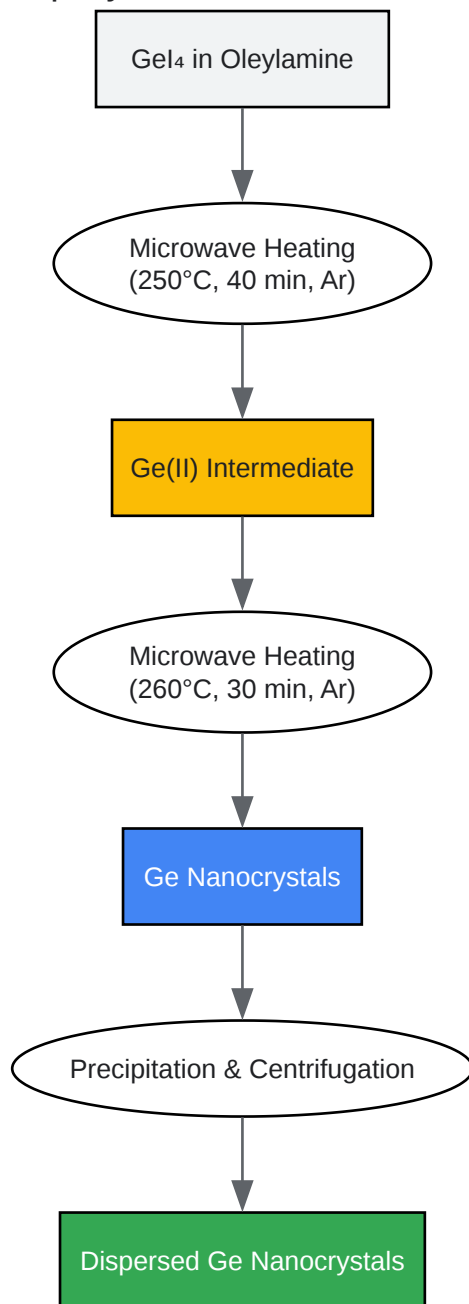 GeI₄ in Oleylamine
Microwave Heating
(250°C, 40 min, Ar)
Ge(II) Intermediate
Microwave Heating
(260°C, 30 min, Ar)
Ge Nanocrystals
Precipitation & Centrifugation
Dispersed Ge Nanocrystals